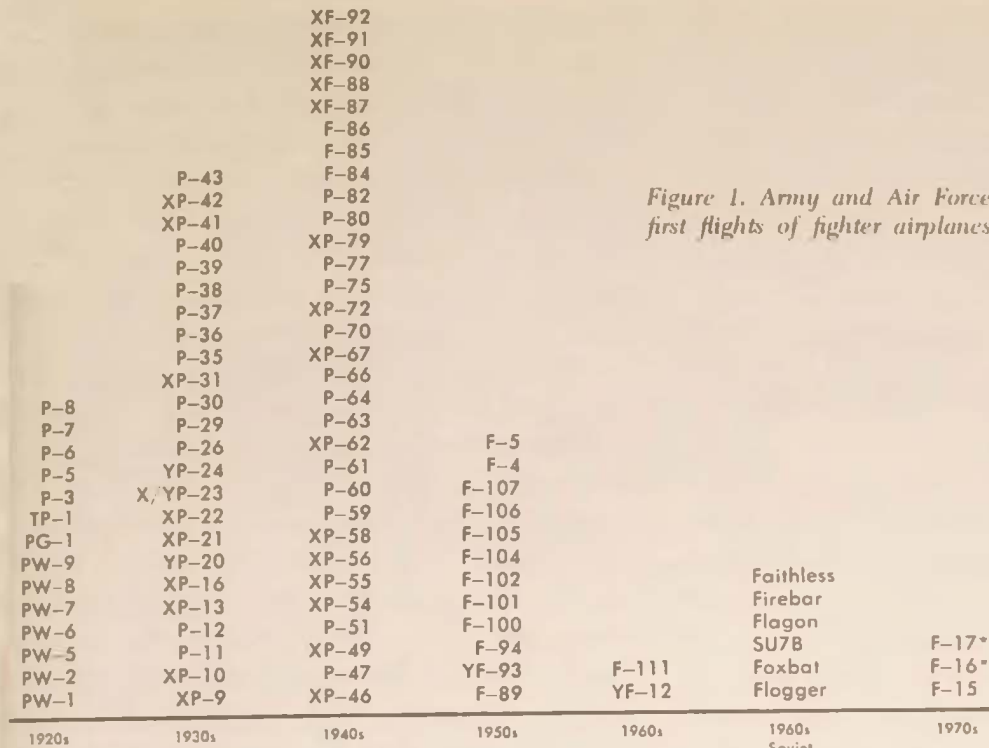 Figure 1. Army and Air Force
first flights of fighter airplanes
P–8
P–7
P–6
P–5
P–3
TP–1
PG–1
PW–9
PW–8
PW–7
PW–6
PW–5
PW–2
PW–1
1920s
P–43
XP–42
XP–41
P–40
P–39
P–38
P–37
P–36
P–35
XP–31
P–30
P–29
P–26
YP–24
X/YP–23
XP–22
XP–21
YP–20
XP–16
XP–13
P–12
P–11
XP–10
XP–9
1930s
XF–92
XF–91
XF–90
XF–88
XF–87
F–86
F–85
F–84
P–82
P–80
XP–79
P–77
P–75
XP–72
P–70
XP–67
P–66
P–64
P–63
XP–62
P–61
P–60
P–59
XP–58
XP–56
XP–55
XP–54
P–51
XP–49
P–47
XP–46
1940s
F–5
F–4
F–107
F–106
F–105
F–104
F–102
F–101
F–100
F–94
YF–93
F–89
1950s
F–111
YF–12
1960s
Faithless
Firebar
Flagon
SU7B
Foxbat
Flogger
1960s
Soviet
F–17*
F–16*
F–15
1970s